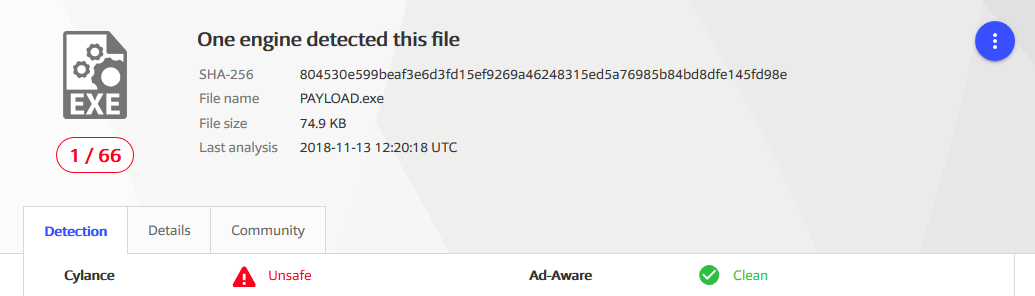 One engine detected this file
SHA-256 804530e599beaf3e6d3fd15ef9269a46248315ed5a76985b84bd8dfe145fd98e
File name PAYLOAD.exe
File size 74.9 KB
Last analysis 2018-11-13 12:20:18 UTC
EXE
1 / 66
Detection Details Community
Cylance Unsafe Ad-Aware Clean